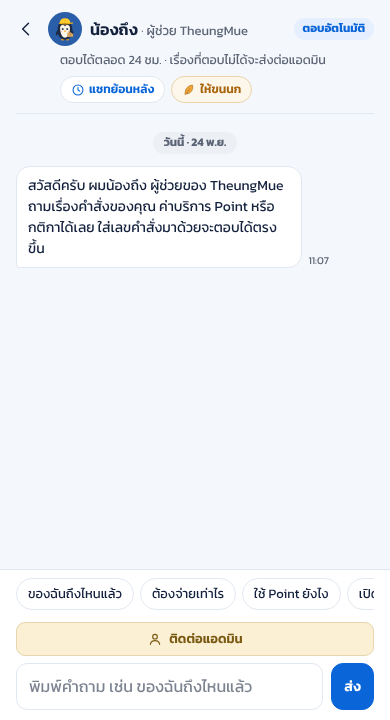 น้องถึง · ผู้ช่วย TheungMue
ตอบอัตโนมัติ
ตอบได้ตลอด 24 ชม. · เรื่องที่ตอบไม่ได้จะส่งต่อแอดมิน
แชทย้อนหลัง
ให้ขนนก
วันนี้ · 24 พ.ย.
สวัสดีครับ ผมน้องถึง ผู้ช่วยของ TheungMue
ถามเรื่องคำสั่งของคุณ ค่าบริการ Point หรือ
กติกาได้เลย ใส่เลขคำสั่งมาด้วยจะตอบได้ตรง
ขึ้น
11:07
ของฉันถึงไหนแล้ว
ต้องจ่ายเท่าไร
ใช้ Point ยังไง
ติดต่อแอดมิน
พิมพ์คำถาม เช่น ของฉันถึงไหนแล้ว
ส่ง